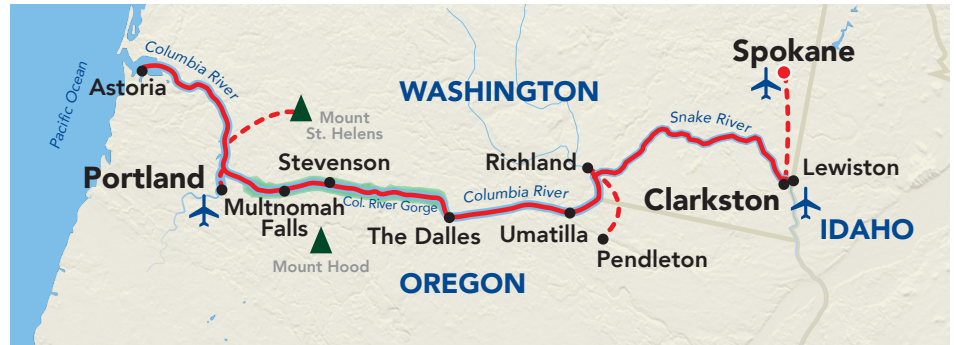 Spokane
Columbia River
Astoria
Pacific Ocean
WASHINGTON
Mount
St. Helens
Snake River
Stevenson
Richland
Lewiston
Portland
Columbia River
Clarkston
Multnomah
Falls
Col. River Gorge
The Dalles
Umatilla
IDAHO
Pendleton
Mount Hood
OREGON